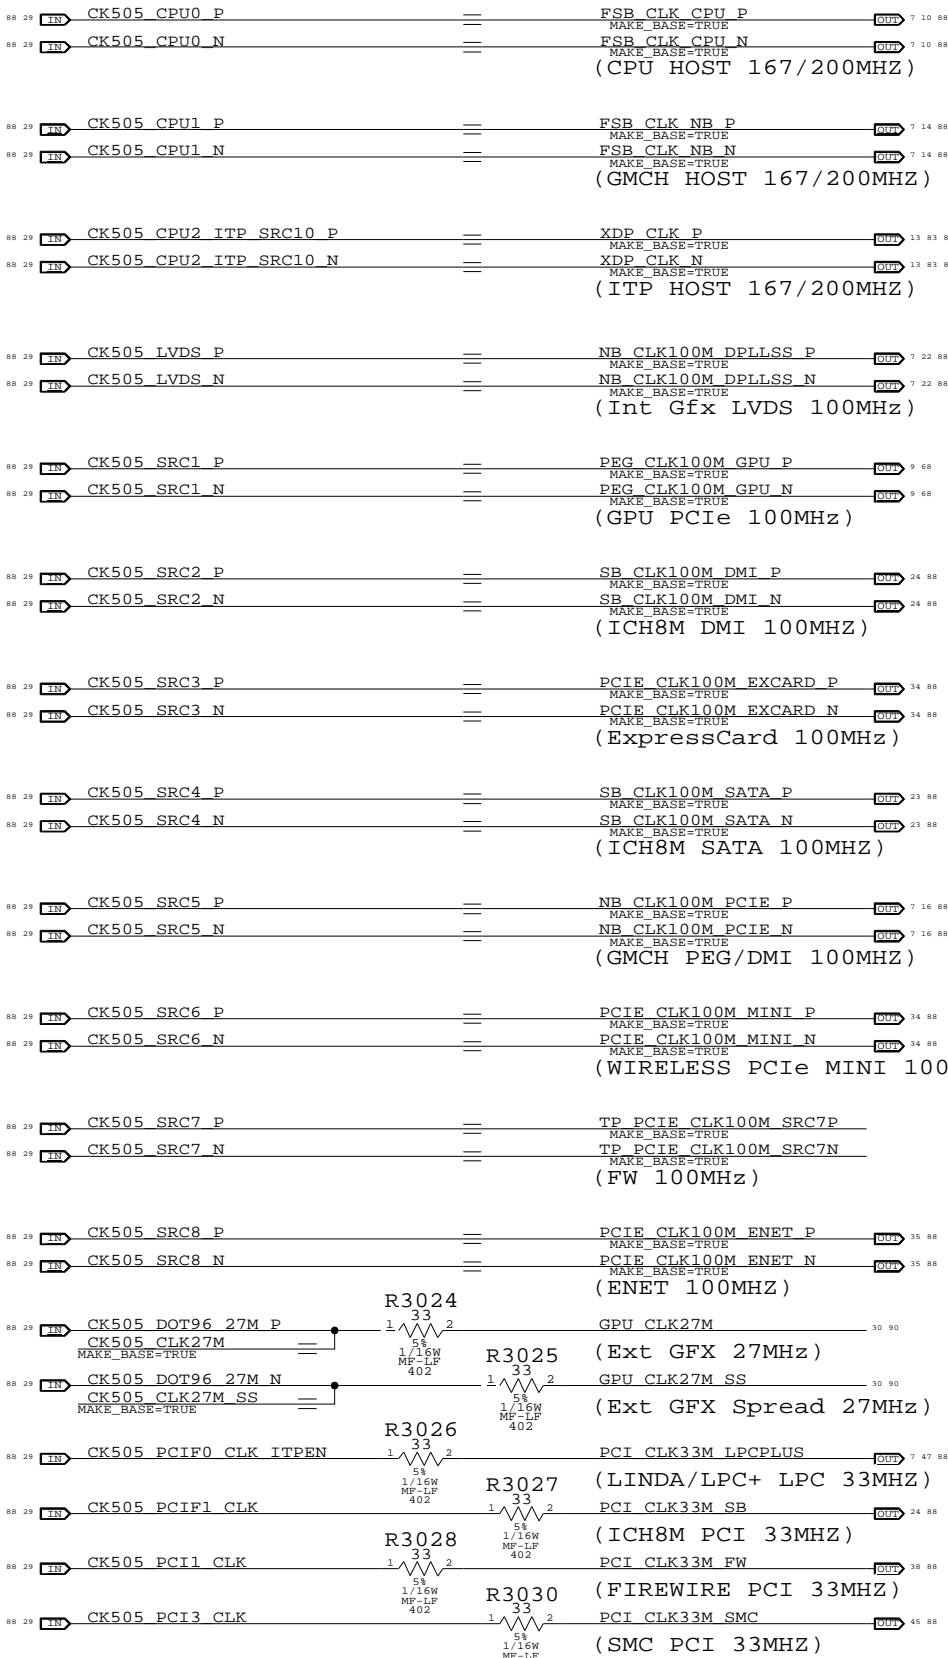 88 29 IN CK505_CPU0_P FSB_CLK_CPU_P OUT 7 10 88
MAKE_BASE=TRUE
88 29 IN CK505_CPU0_N FSB_CLK_CPU_N OUT 7 10 88
MAKE_BASE=TRUE
(CPU HOST 167/200MHZ)
88 29 IN CK505_CPU1_P FSB_CLK_NB_P OUT 7 14 88
MAKE_BASE=TRUE
88 29 IN CK505_CPU1_N FSB_CLK_NB_N OUT 7 14 88
MAKE_BASE=TRUE
(GMCH HOST 167/200MHZ)
88 29 IN CK505_CPU2_ITP_SRC10_P XDP_CLK_P OUT 13 83 8
MAKE_BASE=TRUE
88 29 IN CK505_CPU2_ITP_SRC10_N XDP_CLK_N OUT 13 83 8
MAKE_BASE=TRUE
(ITP HOST 167/200MHZ)
88 29 IN CK505_LVDS_P NB_CLK100M_DPLLSS_P OUT 7 22 88
MAKE_BASE=TRUE
88 29 IN CK505_LVDS_N NB_CLK100M_DPLLSS_N OUT 7 22 88
MAKE_BASE=TRUE
(Int Gfx LVDS 100MHz)
88 29 IN CK505_SRC1_P PEG_CLK100M_GPU_P OUT 9 68
MAKE_BASE=TRUE
88 29 IN CK505_SRC1_N PEG_CLK100M_GPU_N OUT 9 68
MAKE_BASE=TRUE
(GPU PCIe 100MHz)
88 29 IN CK505_SRC2_P SB_CLK100M_DMI_P OUT 24 88
MAKE_BASE=TRUE
88 29 IN CK505_SRC2_N SB_CLK100M_DMI_N OUT 24 88
MAKE_BASE=TRUE
(ICH8M DMI 100MHZ)
88 29 IN CK505_SRC3_P PCIE_CLK100M_EXCARD_P OUT 34 88
MAKE_BASE=TRUE
88 29 IN CK505_SRC3_N PCIE_CLK100M_EXCARD_N OUT 34 88
MAKE_BASE=TRUE
(ExpressCard 100MHz)
88 29 IN CK505_SRC4_P SB_CLK100M_SATA_P OUT 23 88
MAKE_BASE=TRUE
88 29 IN CK505_SRC4_N SB_CLK100M_SATA_N OUT 23 88
MAKE_BASE=TRUE
(ICH8M SATA 100MHZ)
88 29 IN CK505_SRC5_P NB_CLK100M_PCIE_P OUT 7 16 88
MAKE_BASE=TRUE
88 29 IN CK505_SRC5_N NB_CLK100M_PCIE_N OUT 7 16 88
MAKE_BASE=TRUE
(GMCH PEG/DMI 100MHZ)
88 29 IN CK505_SRC6_P PCIE_CLK100M_MINI_P OUT 34 88
MAKE_BASE=TRUE
88 29 IN CK505_SRC6_N PCIE_CLK100M_MINI_N OUT 34 88
MAKE_BASE=TRUE
(WIRELESS PCIe MINI 100
88 29 IN CK505_SRC7_P TP_PCIE_CLK100M_SRC7P
MAKE_BASE=TRUE
88 29 IN CK505_SRC7_N TP_PCIE_CLK100M_SRC7N
MAKE_BASE=TRUE
(FW 100MHz)
88 29 IN CK505_SRC8_P PCIE_CLK100M_ENET_P OUT 35 88
MAKE_BASE=TRUE
88 29 IN CK505_SRC8_N PCIE_CLK100M_ENET_N OUT 35 88
MAKE_BASE=TRUE
(ENET 100MHZ)
R3024
33
88 29 IN CK505_DOT96_27M_P 1 2 GPU_CLK27M 30 90
5%
1/16W
MF-LF
402
CK505_CLK27M
MAKE_BASE=TRUE
(Ext GFX 27MHz)
R3025
33
88 29 IN CK505_DOT96_27M_N 1 2 GPU_CLK27M_SS 30 90
5%
1/16W
MF-LF
402
CK505_CLK27M_SS
MAKE_BASE=TRUE
(Ext GFX Spread 27MHz)
R3026
33
88 29 IN CK505_PCIF0_CLK_ITPEN 1 2 PCI_CLK33M_LPCPLUS OUT 7 47 88
5%
1/16W
MF-LF
402
(LINDA/LPC+ LPC 33MHZ)
R3027
33
88 29 IN CK505_PCIF1_CLK 1 2 PCI_CLK33M_SB OUT 24 88
5%
1/16W
MF-LF
402
(ICH8M PCI 33MHZ)
R3028
33
88 29 IN CK505_PCI1_CLK 1 2 PCI_CLK33M_FW OUT 38 88
5%
1/16W
MF-LF
402
(FIREWIRE PCI 33MHZ)
R3030
33
88 29 IN CK505_PCI3_CLK 1 2 PCI_CLK33M_SMC OUT 45 88
5%
1/16W
MF-LF
(SMC PCI 33MHZ)